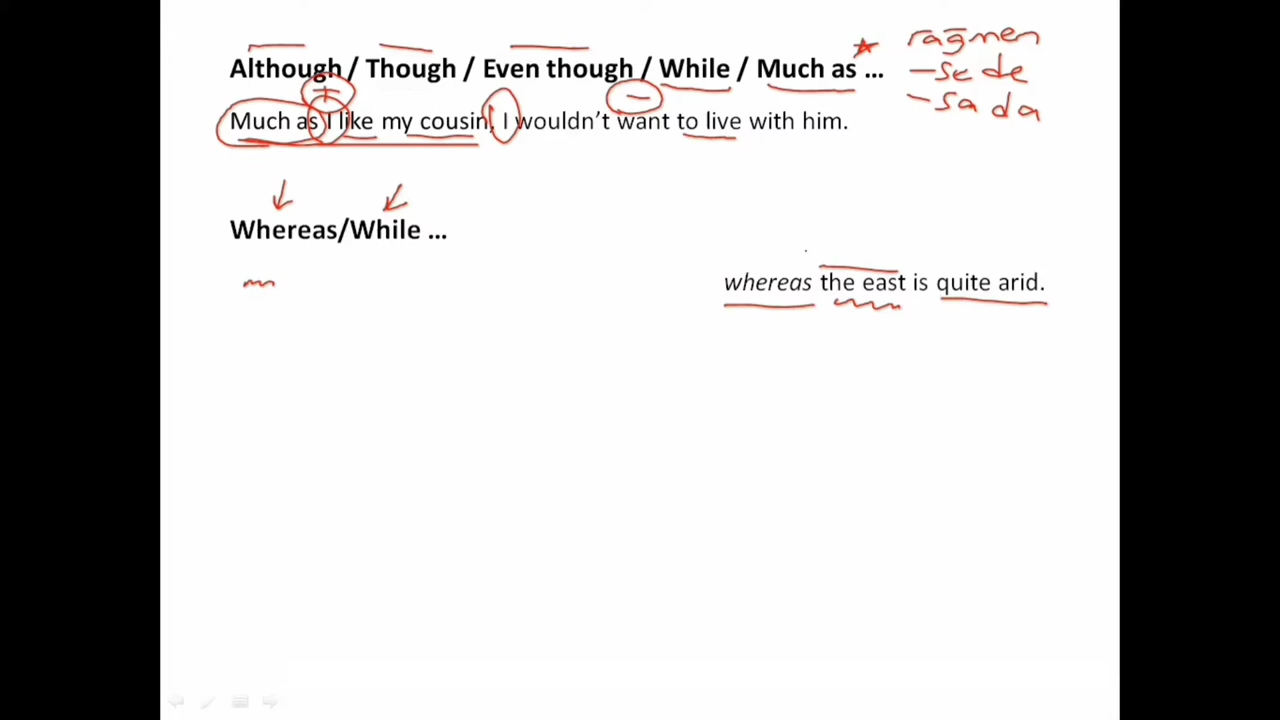 Although / Though / Even though / While / Much as ...
rağmen
-se de
-sa da
+
-
Much as I like my cousin, I wouldn't want to live with him.
Whereas/While ...
whereas the east is quite arid.